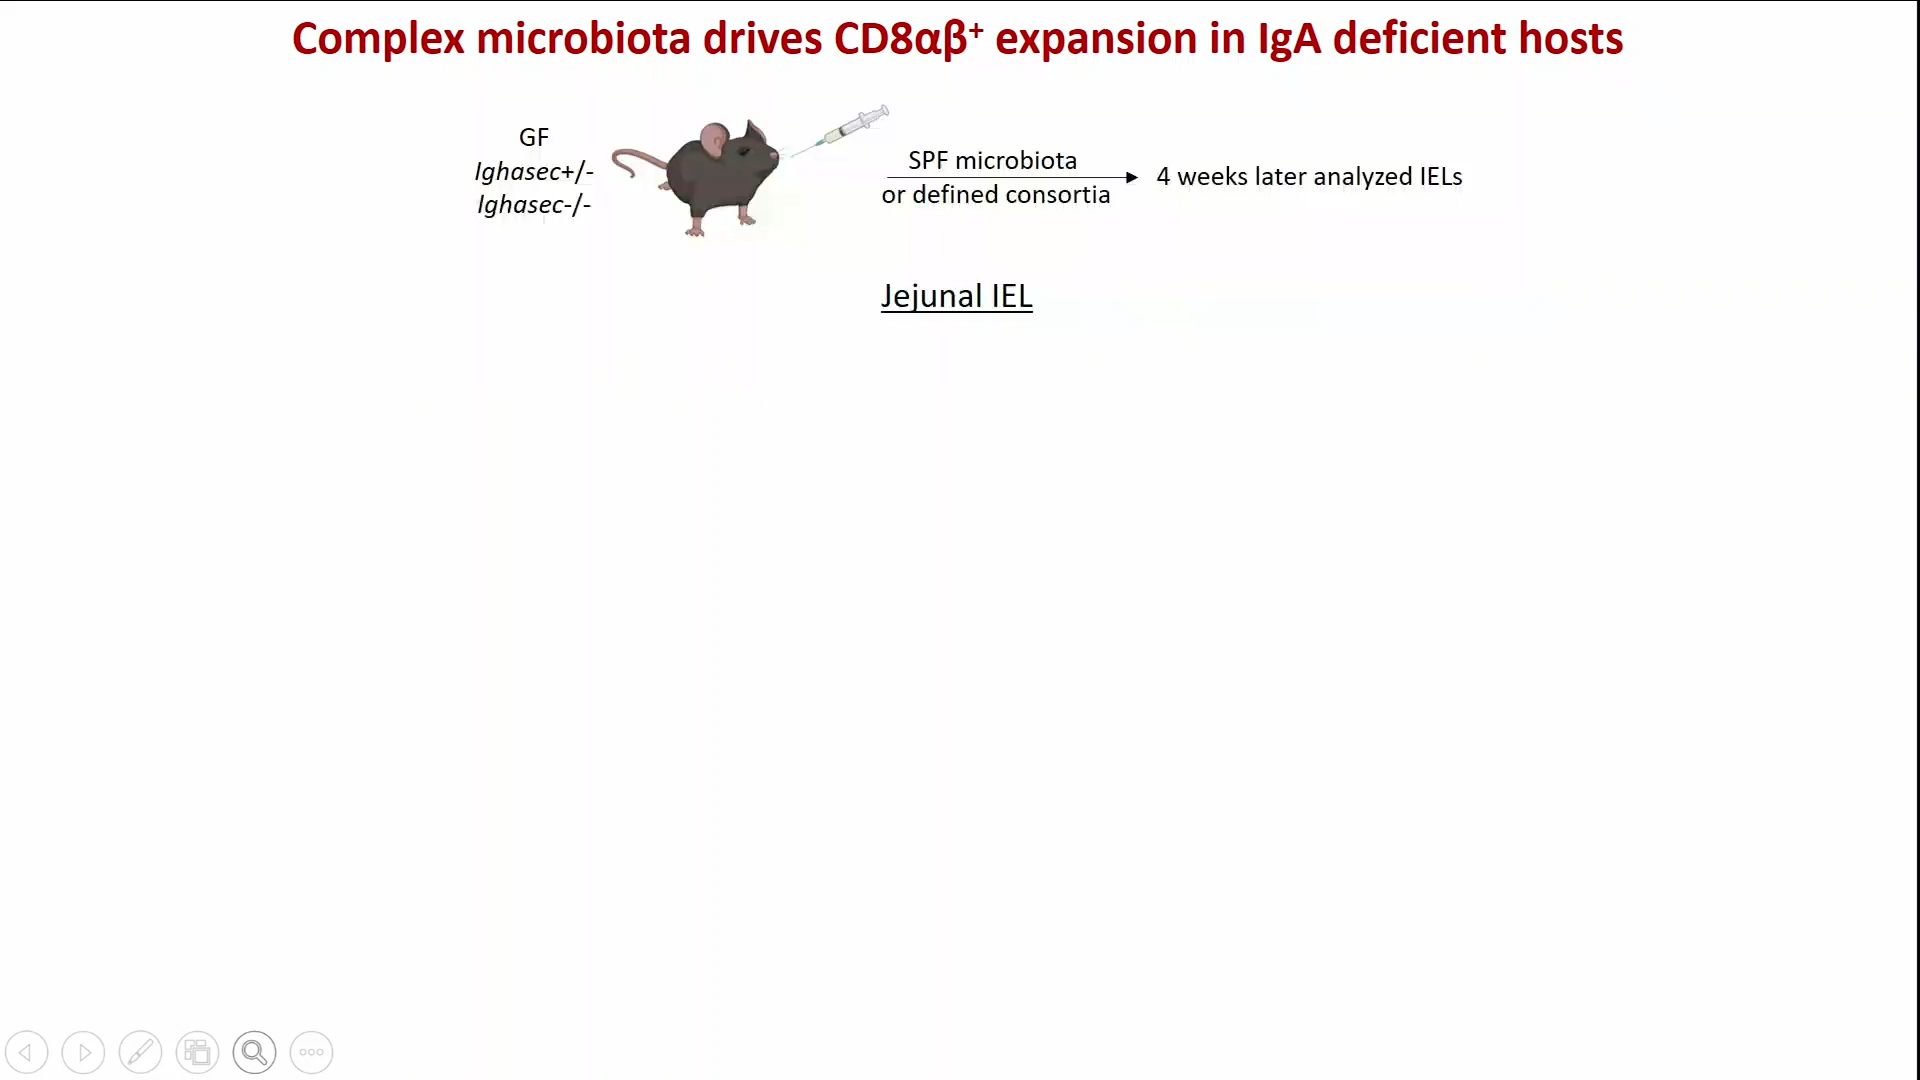 Complex microbiota drives CD8αβ⁺ expansion in IgA deficient hosts
GF
Ighasec+/-
Ighasec-/-
SPF microbiota
or defined consortia
4 weeks later analyzed IELs
Jejunal IEL